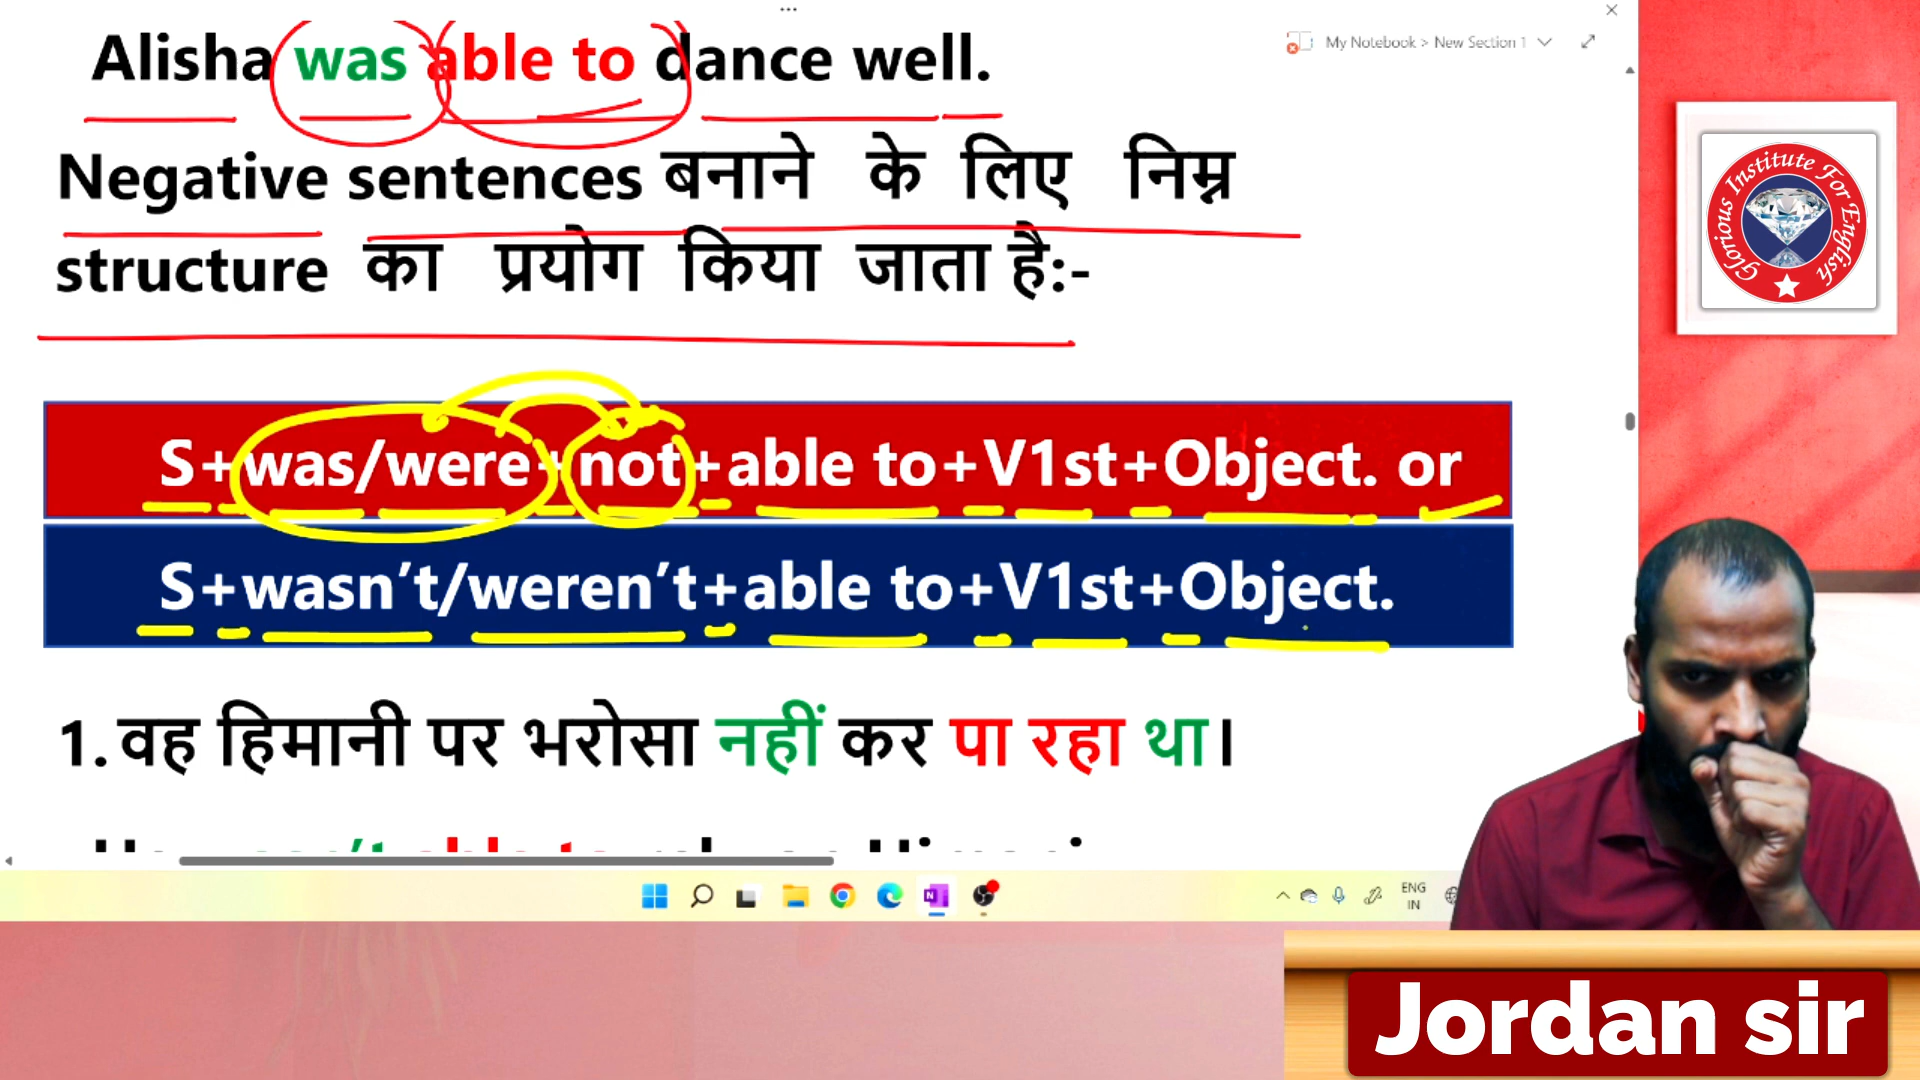 Alisha was able to dance well.
My Notebook > New Section 1
Negative sentences बनाने के लिए निम्न
structure का प्रयोग किया जाता है:-
S+was/were+not+able to+V1st+Object. or
S+wasn't/weren't+able to+V1st+Object.
1. वह हिमानी पर भरोसा नहीं कर पा रहा था।
Glorious Institute For English
ENG
IN
Jordan sir